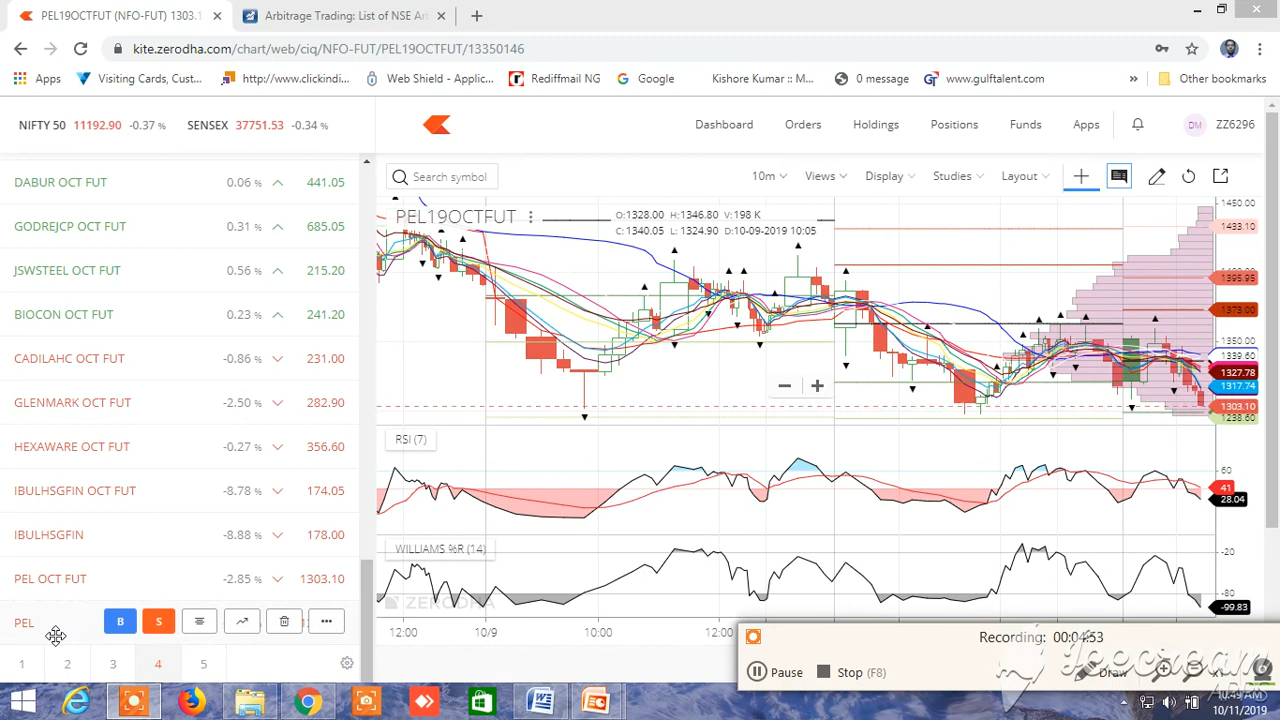 PEL19OCTFUT (NFO-FUT) 1303.1
Arbitrage Trading: List of NSE Art
kite.zerodha.com/chart/web/ciq/NFO-FUT/PEL19OCTFUT/13350146
Apps Visiting Cards, Cust... http://www.clickindi... Web Shield - Applic... Rediffmail NG Google Kishore Kumar :: M... 0 message www.gulftalent.com » Other bookmarks
NIFTY 50 11192.90 -0.37 % SENSEX 37751.53 -0.34 %
Dashboard Orders Holdings Positions Funds Apps DM ZZ6296
DABUR OCT FUT 0.06 % 441.05
GODREJCP OCT FUT 0.31 % 685.05
JSWSTEEL OCT FUT 0.56 % 215.20
BIOCON OCT FUT 0.23 % 241.20
CADILAHC OCT FUT -0.86 % 231.00
GLENMARK OCT FUT -2.50 % 282.90
HEXAWARE OCT FUT -0.27 % 356.60
IBULHSGFIN OCT FUT -8.78 % 174.05
IBULHSGFIN -8.88 % 178.00
PEL OCT FUT -2.85 % 1303.10
PEL B S
1 2 3 4 5
Search symbol 10m Views Display Studies Layout
PEL19OCTFUT
O:1328.00 H:1346.80 V:198 K
C:1340.05 L:1324.90 D:10-09-2019 10:05
1450.00
1433.10
1395.95
1373.00
1350.00
1339.60
1327.78
1317.74
1303.10
1238.60
RSI (7)
60
41
28.04
WILLIAMS %R (14)
-20
-80
-99.83
ZERODHA
12:00 10/9 10:00 12:00
Recording: 00:04:53
Pause Stop (F8) Draw x1
Icecream
Apps
10:49 AM
10/11/2019